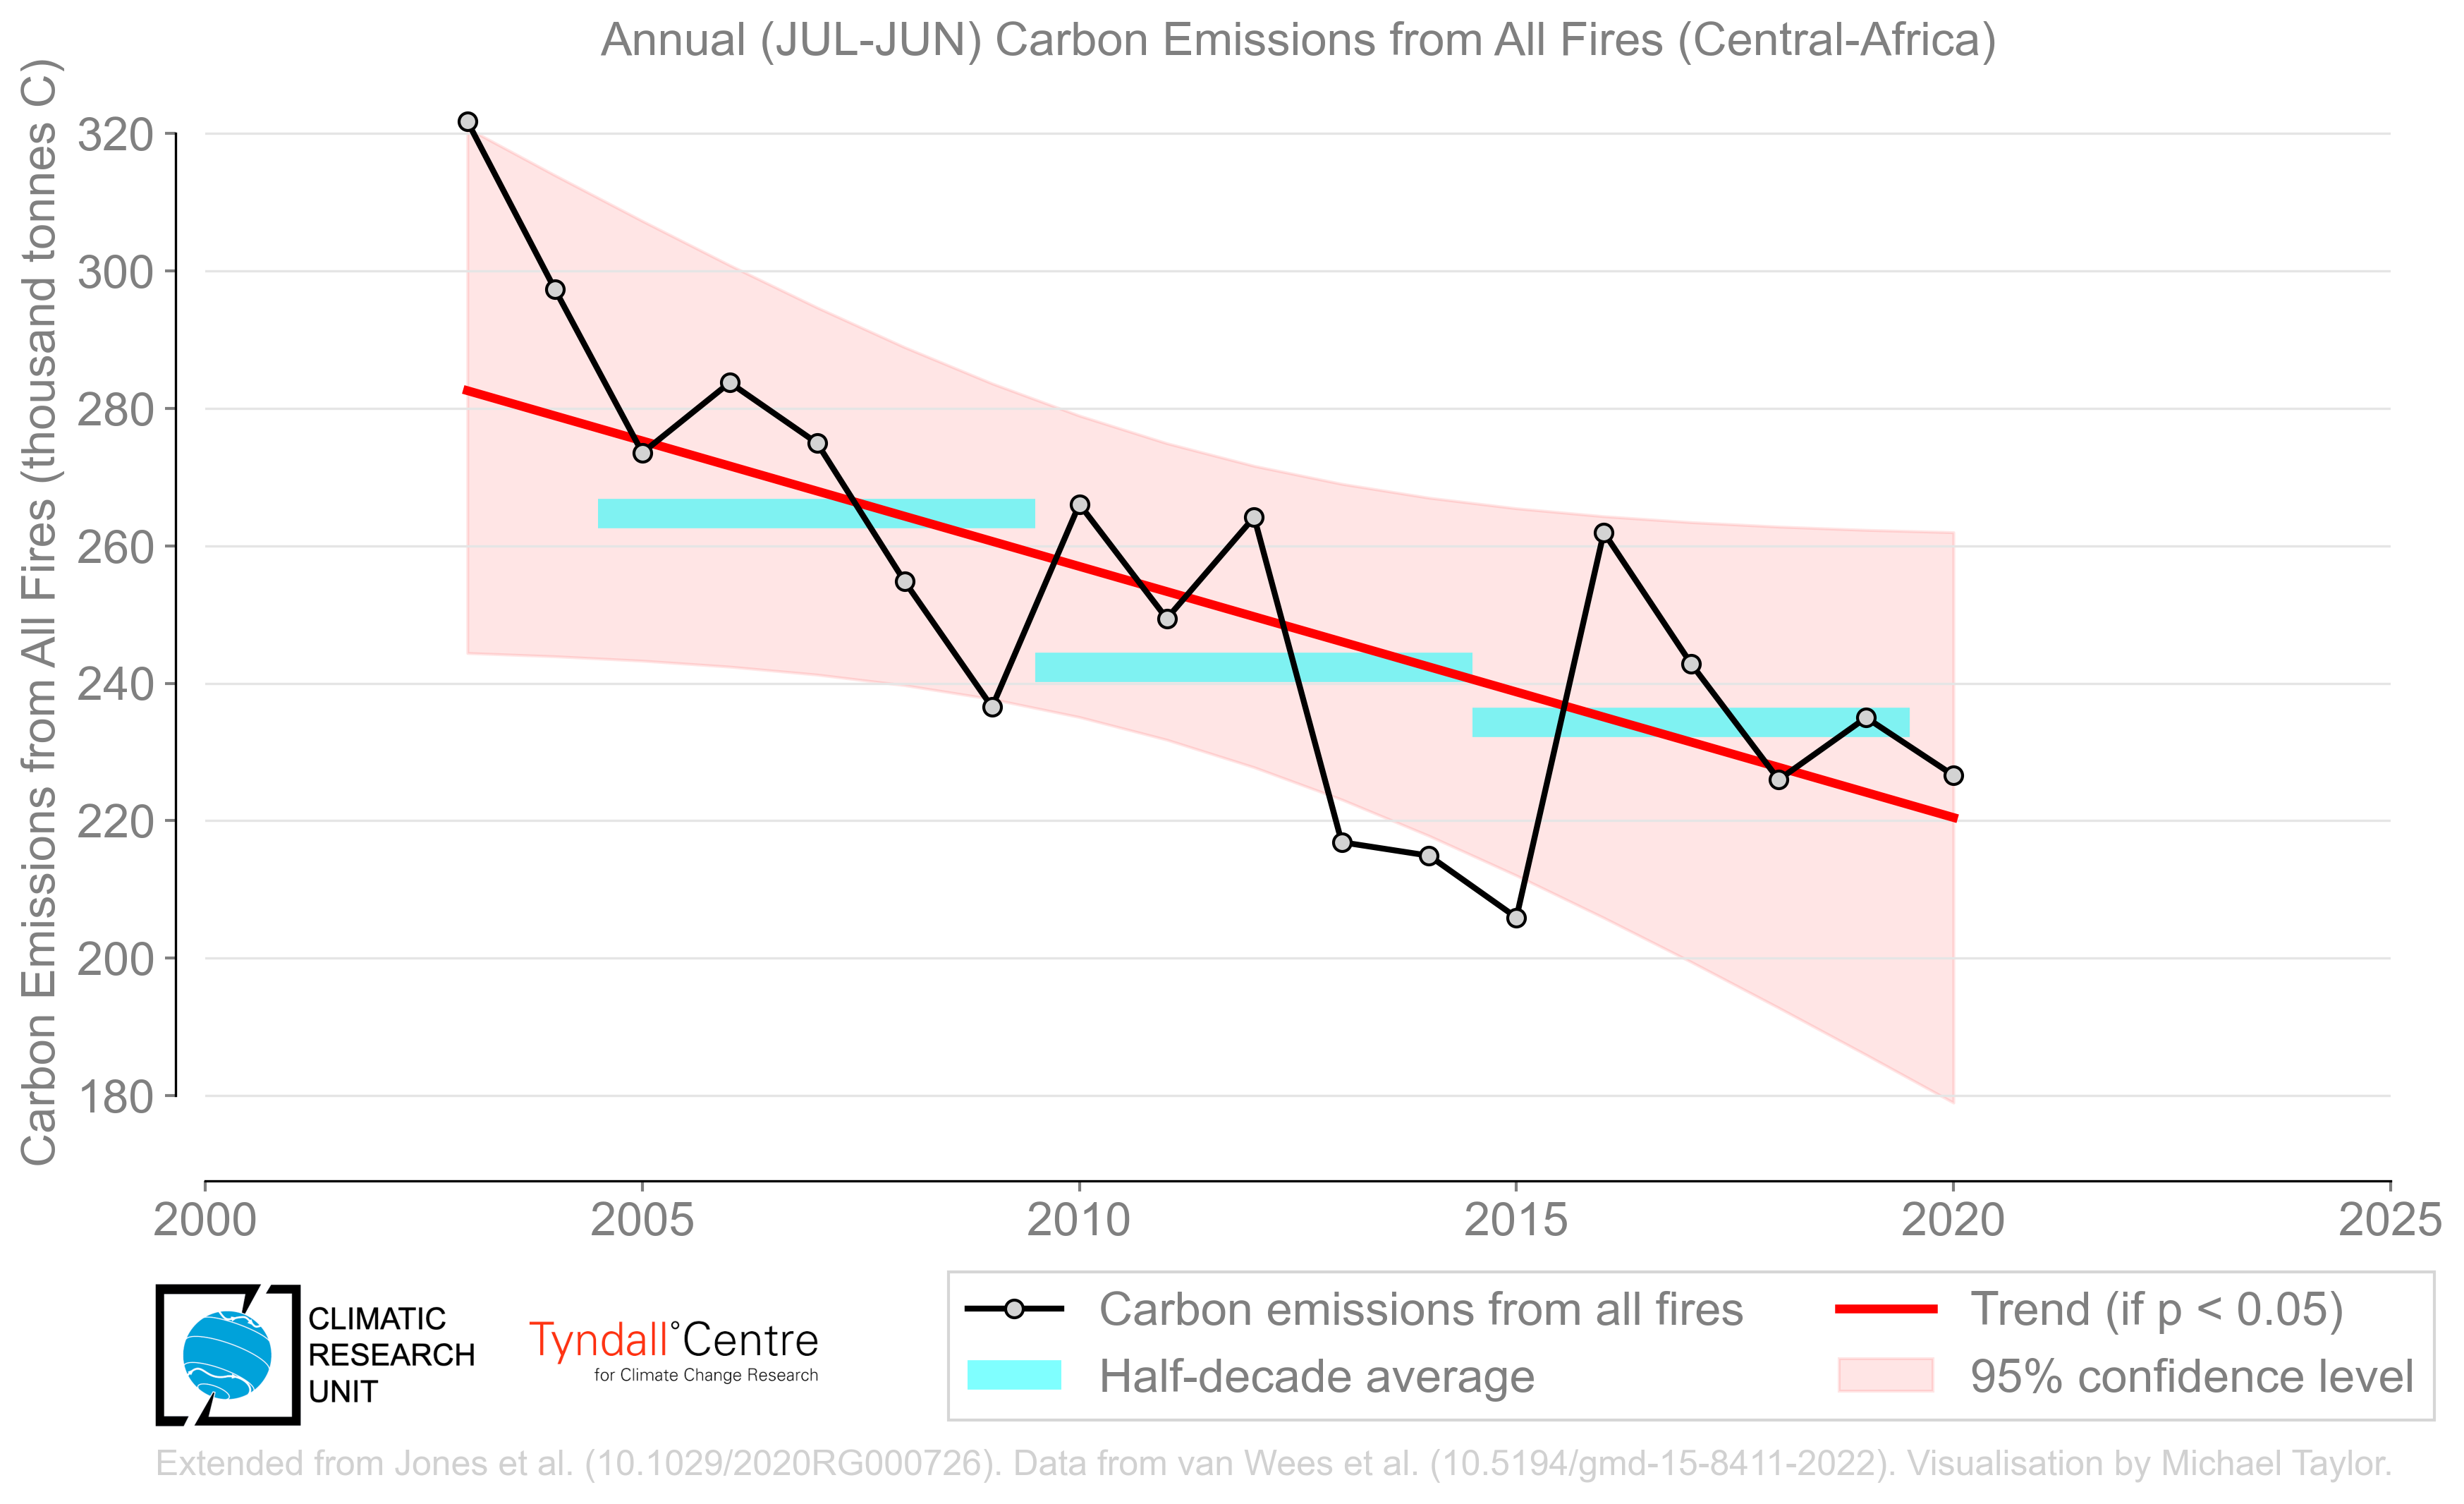 Annual (JUL-JUN) Carbon Emissions from All Fires (Central-Africa)
Carbon Emissions from All Fires (thousand tonnes C)
320
300
280
260
240
220
200
180
2000 2005 2010 2015 2020 2025
CLIMATIC
RESEARCH
UNIT
Tyndall°Centre
for Climate Change Research
Carbon emissions from all fires
Half-decade average
Trend (if p < 0.05)
95% confidence level
Extended from Jones et al. (10.1029/2020RG000726). Data from van Wees et al. (10.5194/gmd-15-8411-2022). Visualisation by Michael Taylor.